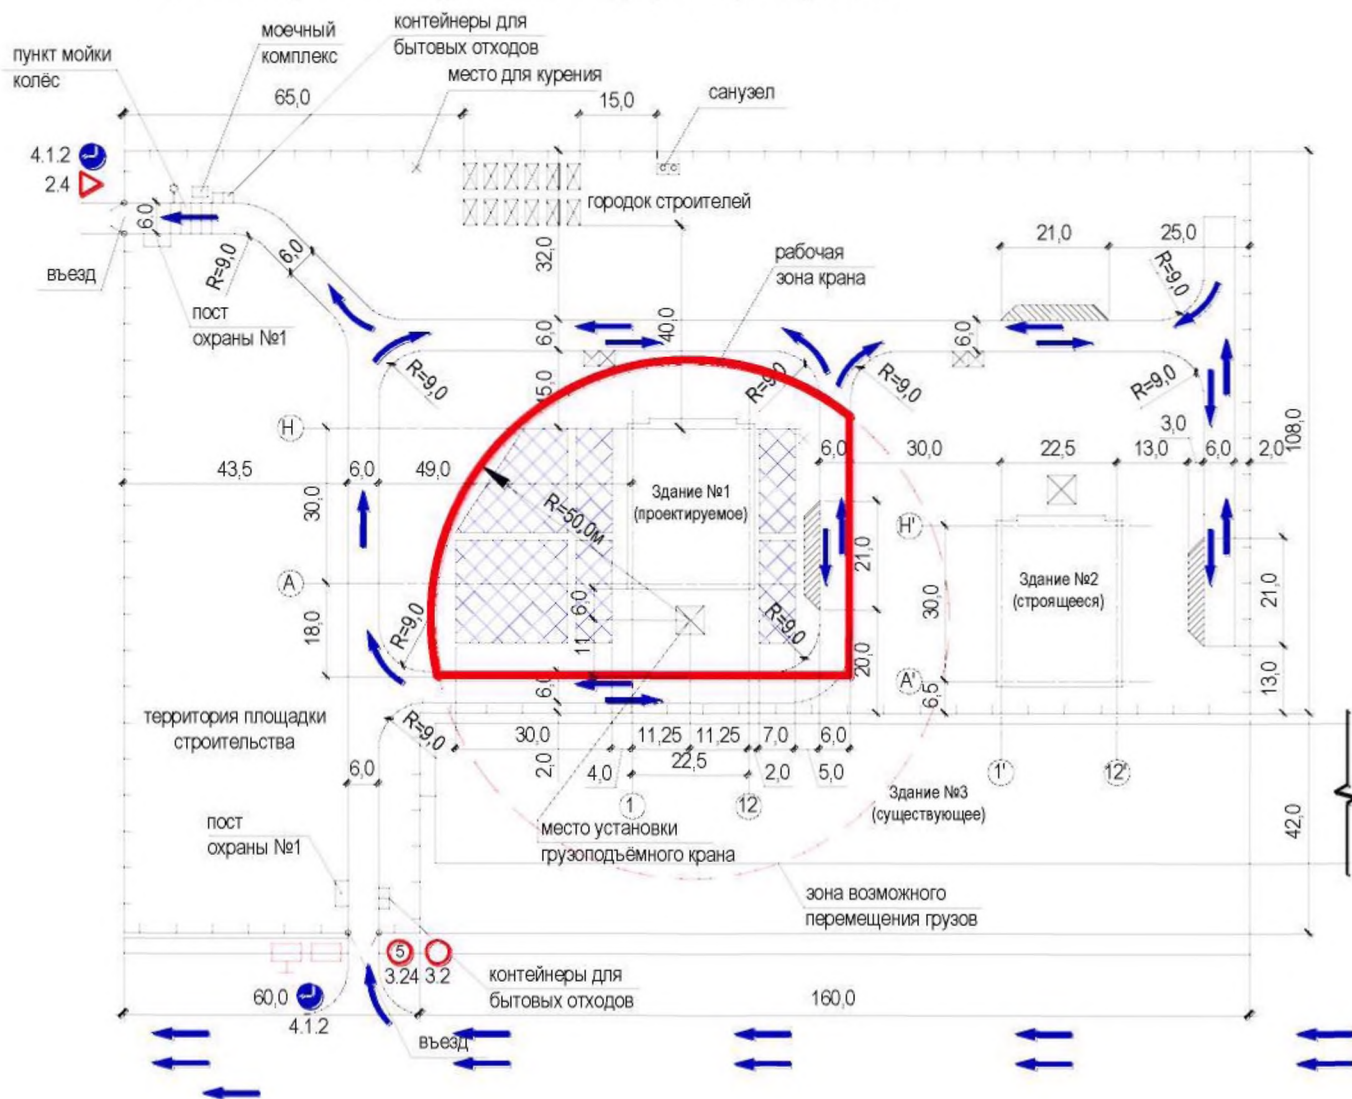 моечный
комплекс
контейнеры для
бытовых отходов
пункт мойки
колёс
место для курения
санузел
65,0
15,0
4.1.2
2.4
6.0
городок строителей
21,0
25,0
въезд
R=9,0
6,0
32,0
рабочая
зона крана
R=9,0
пост
охраны №1
6,0
40,0
6,0
15,0
R=9,0
R=9,0
R=9,0
R=9,0
3,0
108,0
Н
43,5
6,0
49,0
6,0
30,0
22,5
13,0
6,0
2,0
30,0
Здание №1
(проектируемое)
R=50,0м
Н'
21,0
А
6,0
30,0
Здание №2
(строящееся)
21,0
18,0
R=9,0
11
R=9,0
20,0
А'
6,5
13,0
6,0
территория площадки
строительства
R=9,0
30,0
2,0
11,25
11,25
7,0
6,0
4,0
22,5
2,0
5,0
6,0
1
12
1'
12'
Здание №3
(существующее)
42,0
пост
охраны №1
место установки
грузоподъёмного крана
зона возможного
перемещения грузов
5
3.24
3.2
контейнеры для
бытовых отходов
60,0
4.1.2
160,0
въезд